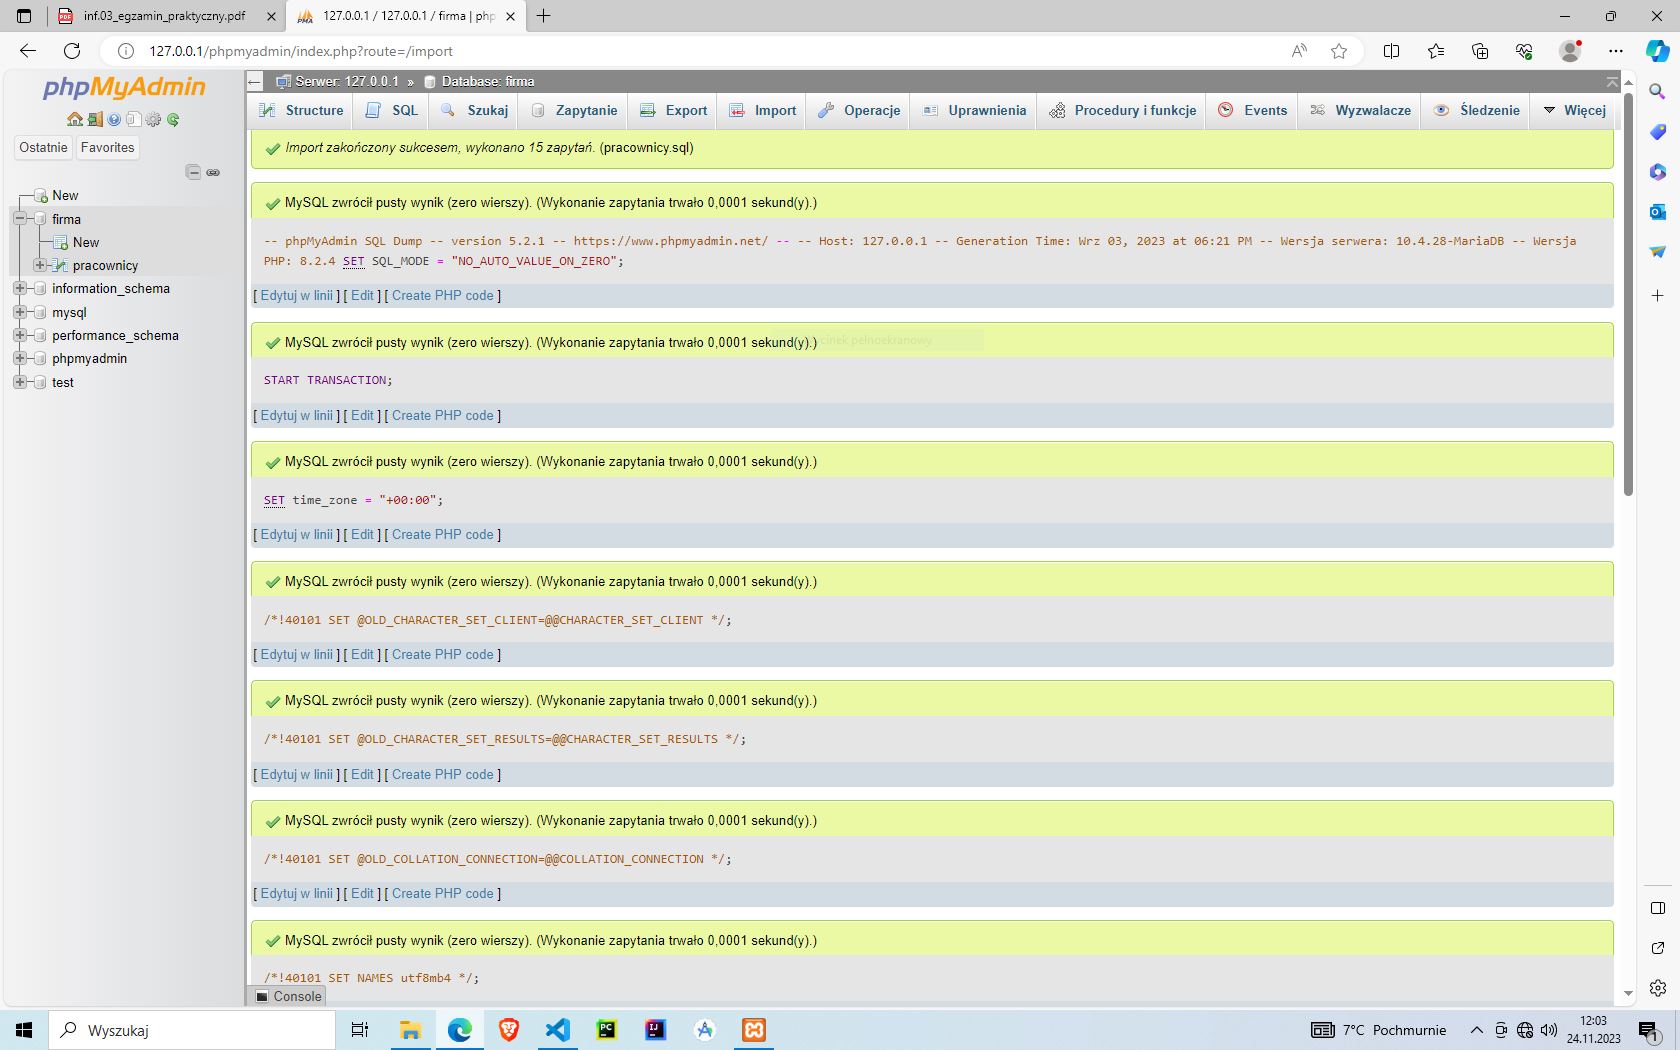 inf.03_egzamin_praktyczny.pdf
127.0.0.1 / 127.0.0.1 / firma | php
127.0.0.1/phpmyadmin/index.php?route=/import
phpMyAdmin
Ostatnie
Favorites
New
firma
New
pracownicy
information_schema
mysql
performance_schema
phpmyadmin
test
Serwer: 127.0.0.1 » Database: firma
Structure
SQL
Szukaj
Zapytanie
Export
Import
Operacje
Uprawnienia
Procedury i funkcje
Events
Wyzwalacze
Śledzenie
Więcej
Import zakończony sukcesem, wykonano 15 zapytań. (pracownicy.sql)
MySQL zwrócił pusty wynik (zero wierszy). (Wykonanie zapytania trwało 0,0001 sekund(y).)
-- phpMyAdmin SQL Dump -- version 5.2.1 -- https://www.phpmyadmin.net/ -- -- Host: 127.0.0.1 -- Generation Time: Wrz 03, 2023 at 06:21 PM -- Wersja serwera: 10.4.28-MariaDB -- Wersja
PHP: 8.2.4 SET SQL_MODE = "NO_AUTO_VALUE_ON_ZERO";
[ Edytuj w linii ] [ Edit ] [ Create PHP code ]
MySQL zwrócił pusty wynik (zero wierszy). (Wykonanie zapytania trwało 0,0001 sekund(y).)
pełnoekranowy
START TRANSACTION;
[ Edytuj w linii ] [ Edit ] [ Create PHP code ]
MySQL zwrócił pusty wynik (zero wierszy). (Wykonanie zapytania trwało 0,0001 sekund(y).)
SET time_zone = "+00:00";
[ Edytuj w linii ] [ Edit ] [ Create PHP code ]
MySQL zwrócił pusty wynik (zero wierszy). (Wykonanie zapytania trwało 0,0001 sekund(y).)
/*!40101 SET @OLD_CHARACTER_SET_CLIENT=@@CHARACTER_SET_CLIENT */;
[ Edytuj w linii ] [ Edit ] [ Create PHP code ]
MySQL zwrócił pusty wynik (zero wierszy). (Wykonanie zapytania trwało 0,0001 sekund(y).)
/*!40101 SET @OLD_CHARACTER_SET_RESULTS=@@CHARACTER_SET_RESULTS */;
[ Edytuj w linii ] [ Edit ] [ Create PHP code ]
MySQL zwrócił pusty wynik (zero wierszy). (Wykonanie zapytania trwało 0,0001 sekund(y).)
/*!40101 SET @OLD_COLLATION_CONNECTION=@@COLLATION_CONNECTION */;
[ Edytuj w linii ] [ Edit ] [ Create PHP code ]
MySQL zwrócił pusty wynik (zero wierszy). (Wykonanie zapytania trwało 0,0001 sekund(y).)
/*!40101 SET NAMES utf8mb4 */;
Console
Wyszukaj
7°C Pochmurnie
12:03
24.11.2023
1